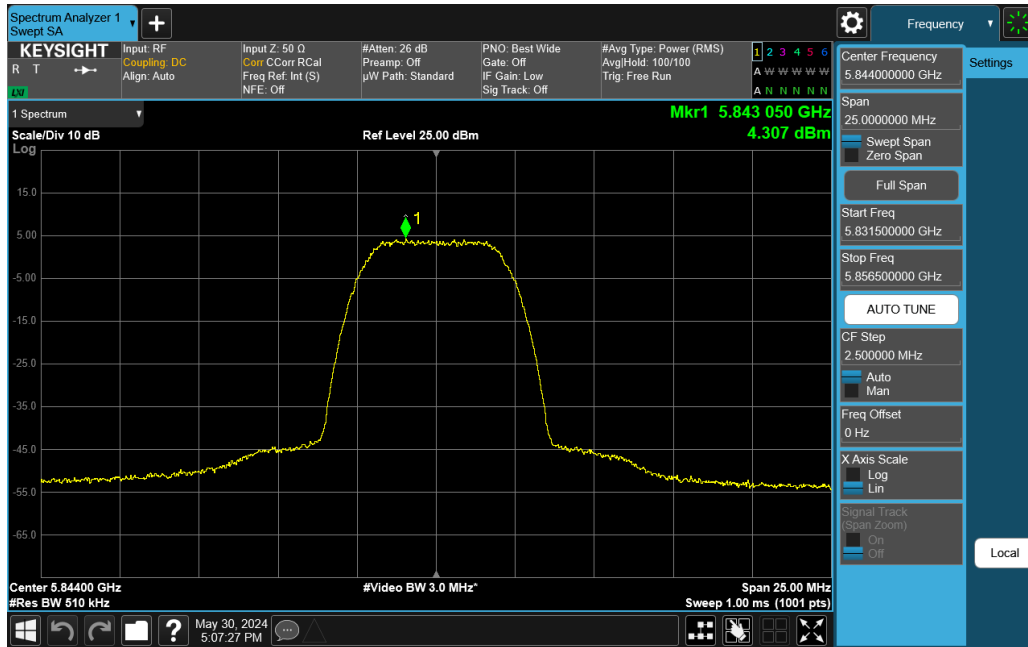 Spectrum Analyzer 1
Swept SA
Frequency
KEYSIGHT
R T
LXI
Input: RF
Coupling: DC
Align: Auto
Input Z: 50 Ω
Corr CCorr RCal
Freq Ref: Int (S)
NFE: Off
#Atten: 26 dB
Preamp: Off
µW Path: Standard
PNO: Best Wide
Gate: Off
IF Gain: Low
Sig Track: Off
#Avg Type: Power (RMS)
Avg|Hold: 100/100
Trig: Free Run
1 2 3 4 5 6
A W W W W W
A N N N N N
1 Spectrum
Scale/Div 10 dB
Log
Ref Level 25.00 dBm
Mkr1 5.843 050 GHz
4.307 dBm
1
15.0
5.00
-5.00
-15.0
-25.0
-35.0
-45.0
-55.0
-65.0
Center 5.84400 GHz
#Res BW 510 kHz
#Video BW 3.0 MHz*
Span 25.00 MHz
Sweep 1.00 ms (1001 pts)
Center Frequency
5.844000000 GHz
Span
25.0000000 MHz
Swept Span
Zero Span
Full Span
Start Freq
5.831500000 GHz
Stop Freq
5.856500000 GHz
AUTO TUNE
CF Step
2.500000 MHz
Auto
Man
Freq Offset
0 Hz
X Axis Scale
Log
Lin
Signal Track
(Span Zoom)
On
Off
Settings
Local
?
May 30, 2024
5:07:27 PM